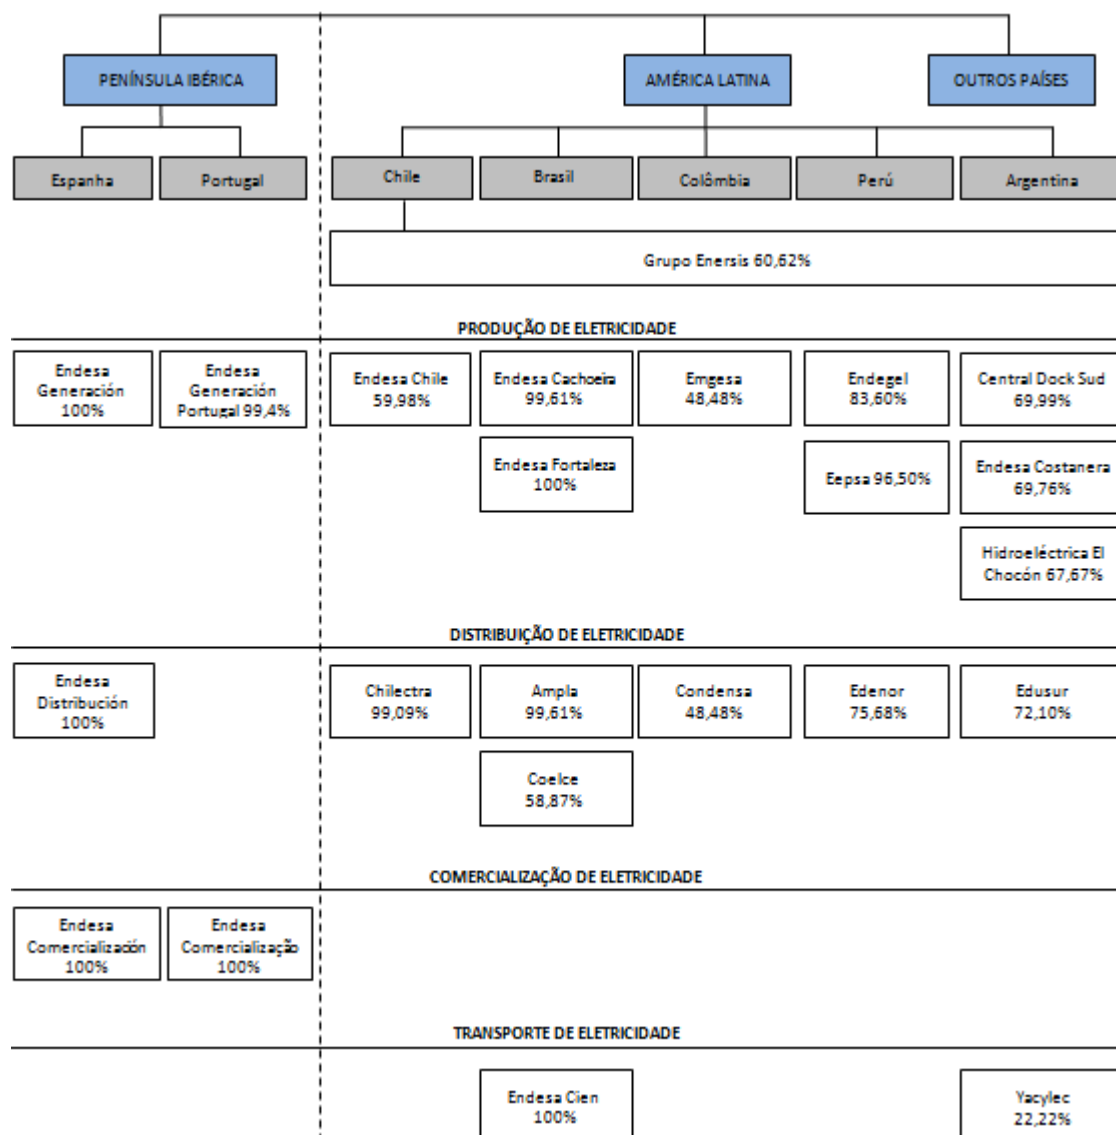 PENÍNSULA IBÉRICA
AMÉRICA LATINA
OUTROS PAÍSES
Espanha
Portugal
Chile
Brasil
Colômbia
Perú
Argentina
Grupo Enersis 60,62%
PRODUÇÃO DE ELETRICIDADE
Endesa
Generación
100%
Endesa
Generación
Portugal 99,4%
Endesa Chile
59,98%
Endesa Cachoeira
99,61%
Emgesa
48,48%
Endegel
83,60%
Central Dock Sud
69,99%
Endesa Fortaleza
100%
Eepsa 96,50%
Endesa Costanera
69,76%
Hidroeléctrica El
Chocón 67,67%
DISTRIBUIÇÃO DE ELETRICIDADE
Endesa
Distribución
100%
Chilectra
99,09%
Ampla
99,61%
Condensa
48,48%
Edenor
75,68%
Edusur
72,10%
Coelce
58,87%
COMERCIALIZAÇÃO DE ELETRICIDADE
Endesa
Comercialización
100%
Endesa
Comercialização
100%
TRANSPORTE DE ELETRICIDADE
Endesa Cien
100%
Yacylec
22,22%